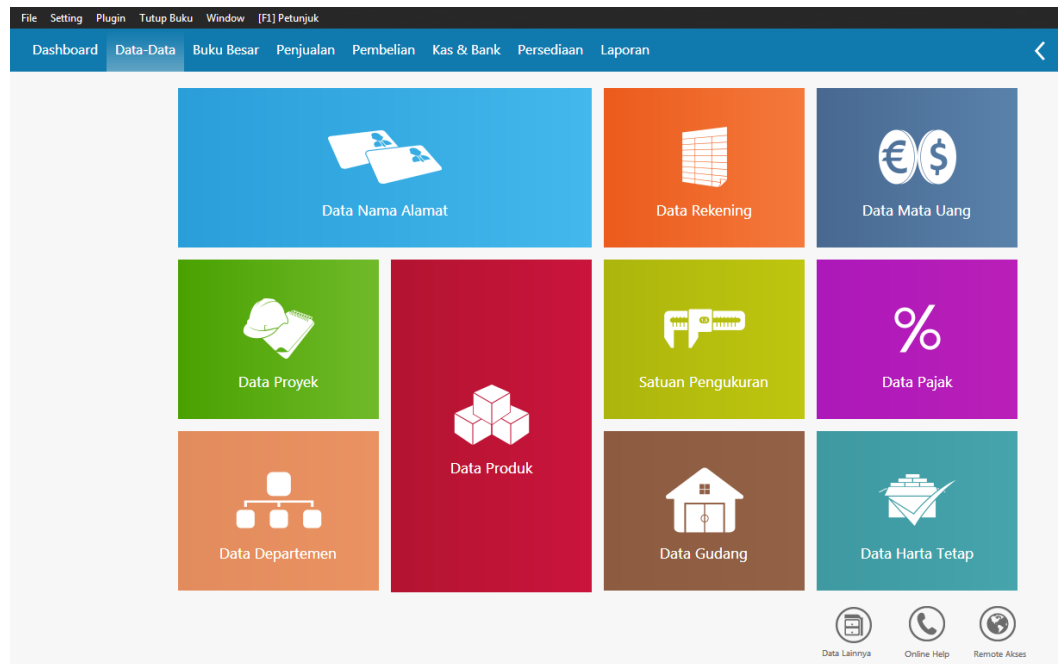 File Setting Plugin Tutup Buku Window [F1] Petunjuk
Dashboard Data-Data Buku Besar Penjualan Pembelian Kas & Bank Persediaan Laporan
Data Nama Alamat
Data Rekening
Data Mata Uang
Data Proyek
Satuan Pengukuran
Data Pajak
Data Produk
Data Departemen
Data Gudang
Data Harta Tetap
Data Lainnya
Online Help
Remote Akses